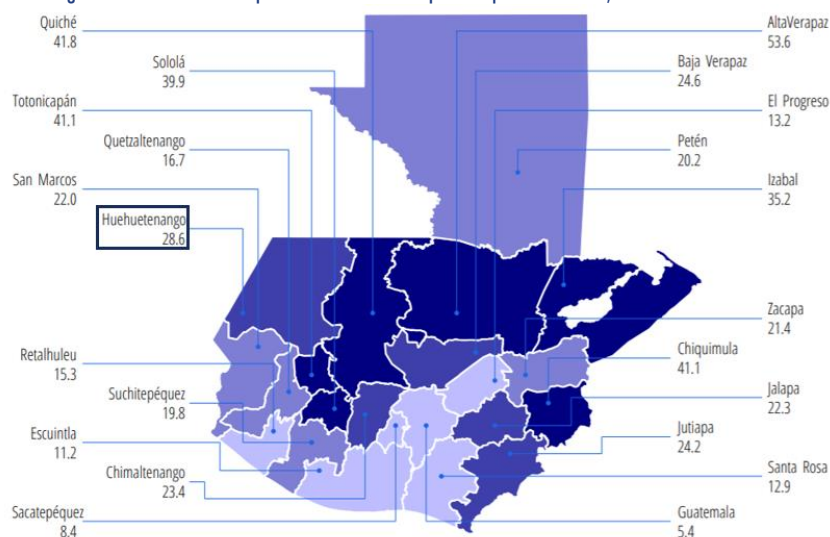 Quiché
41.8
Sololá
39.9
Totonicapán
41.1
Quetzaltenango
16.7
San Marcos
22.0
Huehuetenango
28.6
Retalhuleu
15.3
Suchitepéquez
19.8
Escuintla
11.2
Chimaltenango
23.4
Sacatepéquez
8.4
AltaVerapaz
53.6
Baja Verapaz
24.6
El Progreso
13.2
Petén
20.2
Izabal
35.2
Zacapa
21.4
Chiquimula
41.1
Jalapa
22.3
Jutiapa
24.2
Santa Rosa
12.9
Guatemala
5.4